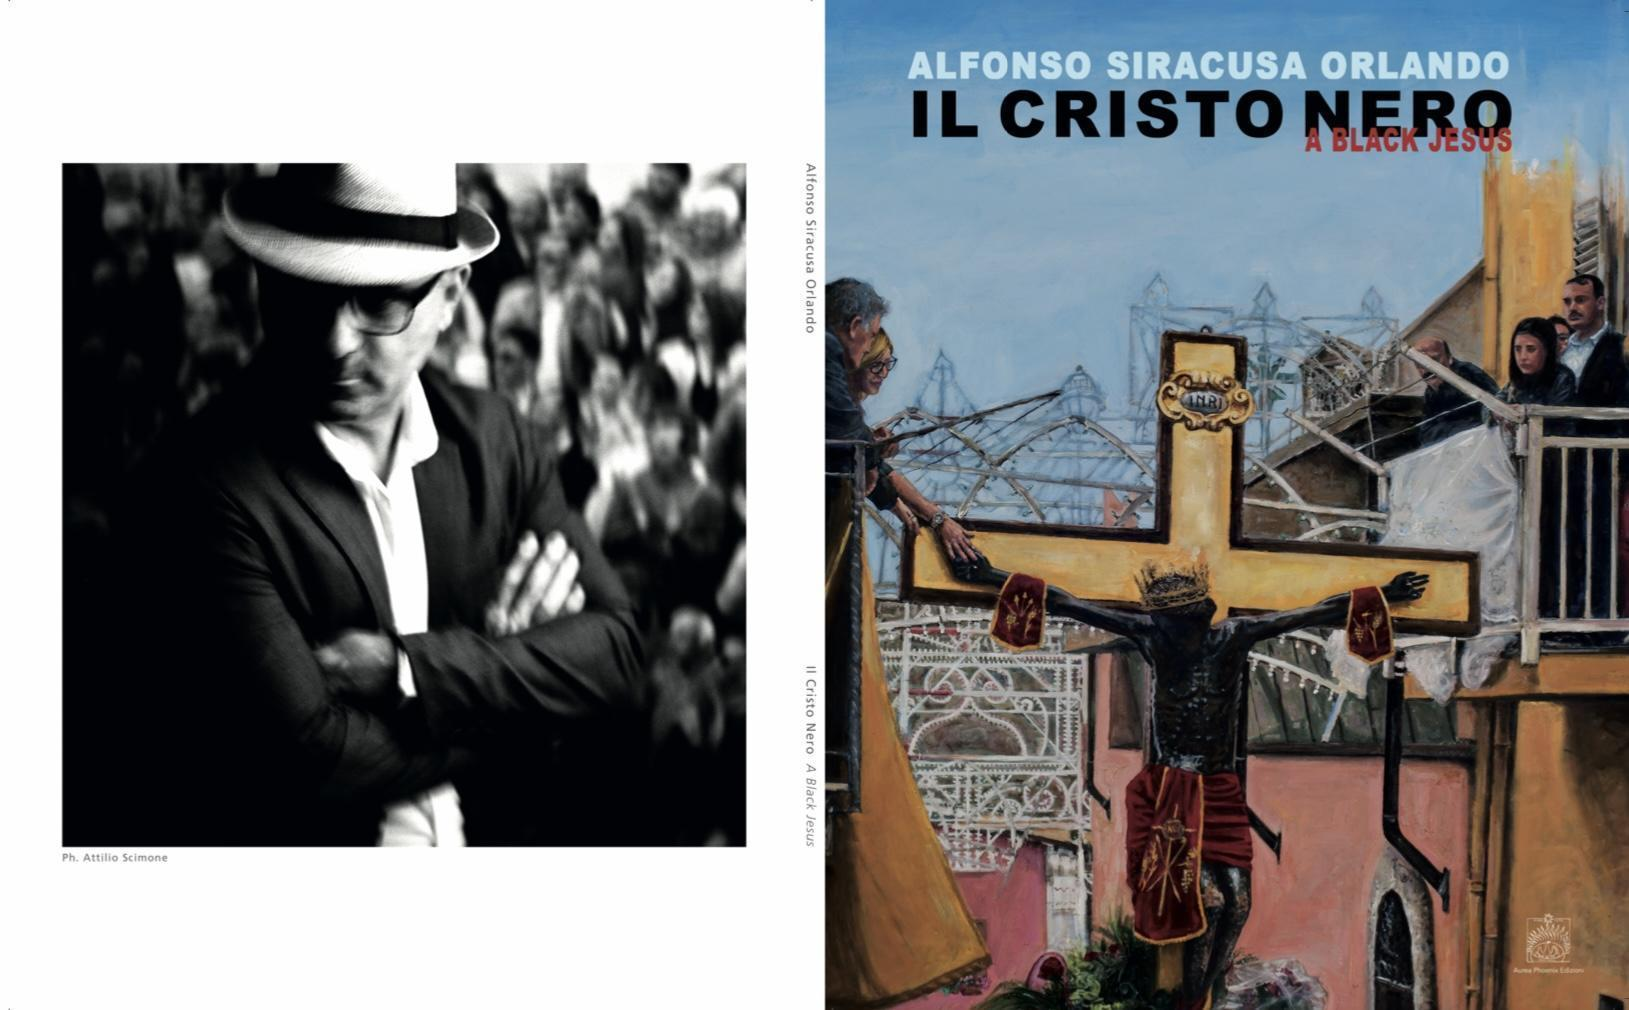 Ph. Attilio Scimone
Alfonso Siracusa Orlando
Il Cristo Nero A Black Jesus
ALFONSO SIRACUSA ORLANDO
IL CRISTO NERO
A BLACK JESUS
INRI
Aurea Phoenix Edizioni